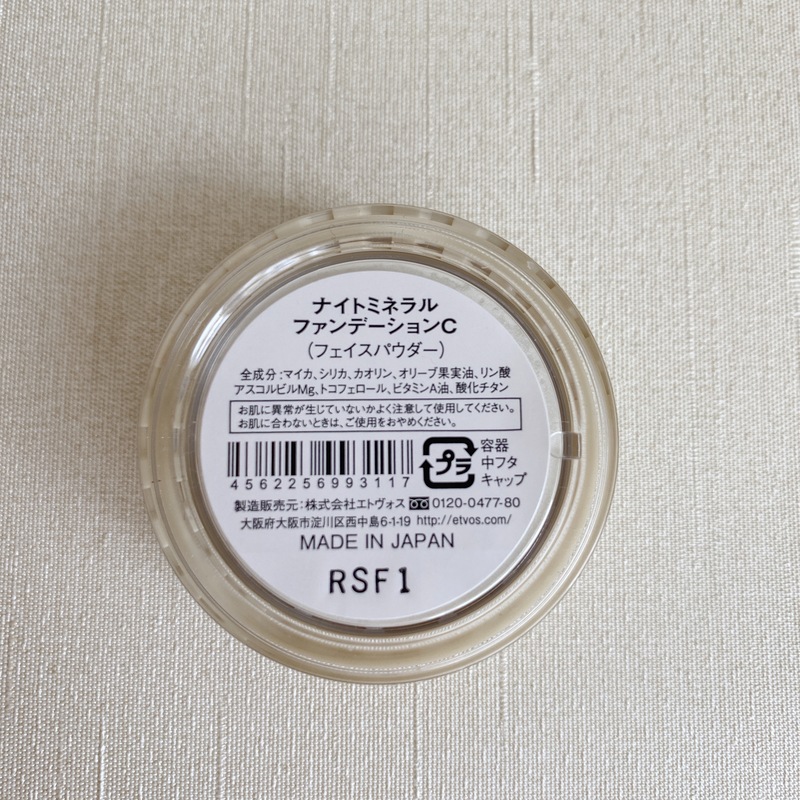 ナイトミネラル
ファンデーションC
(フェイスパウダー)
全成分:マイカ、シリカ、カオリン、オリーブ果実油、リン酸
アスコルビルMg、トコフェロール、ビタミンA油、酸化チタン
お肌に異常が生じていないかよく注意して使用してください。
お肌に合わないときは、ご使用をおやめください。
4562256993117
プラ
容器
中フタ
キャップ
製造販売元:株式会社エトヴォス 0120-0477-80
大阪府大阪市淀川区西中島6-1-19 http://etvos.com/
MADE IN JAPAN
RSF1